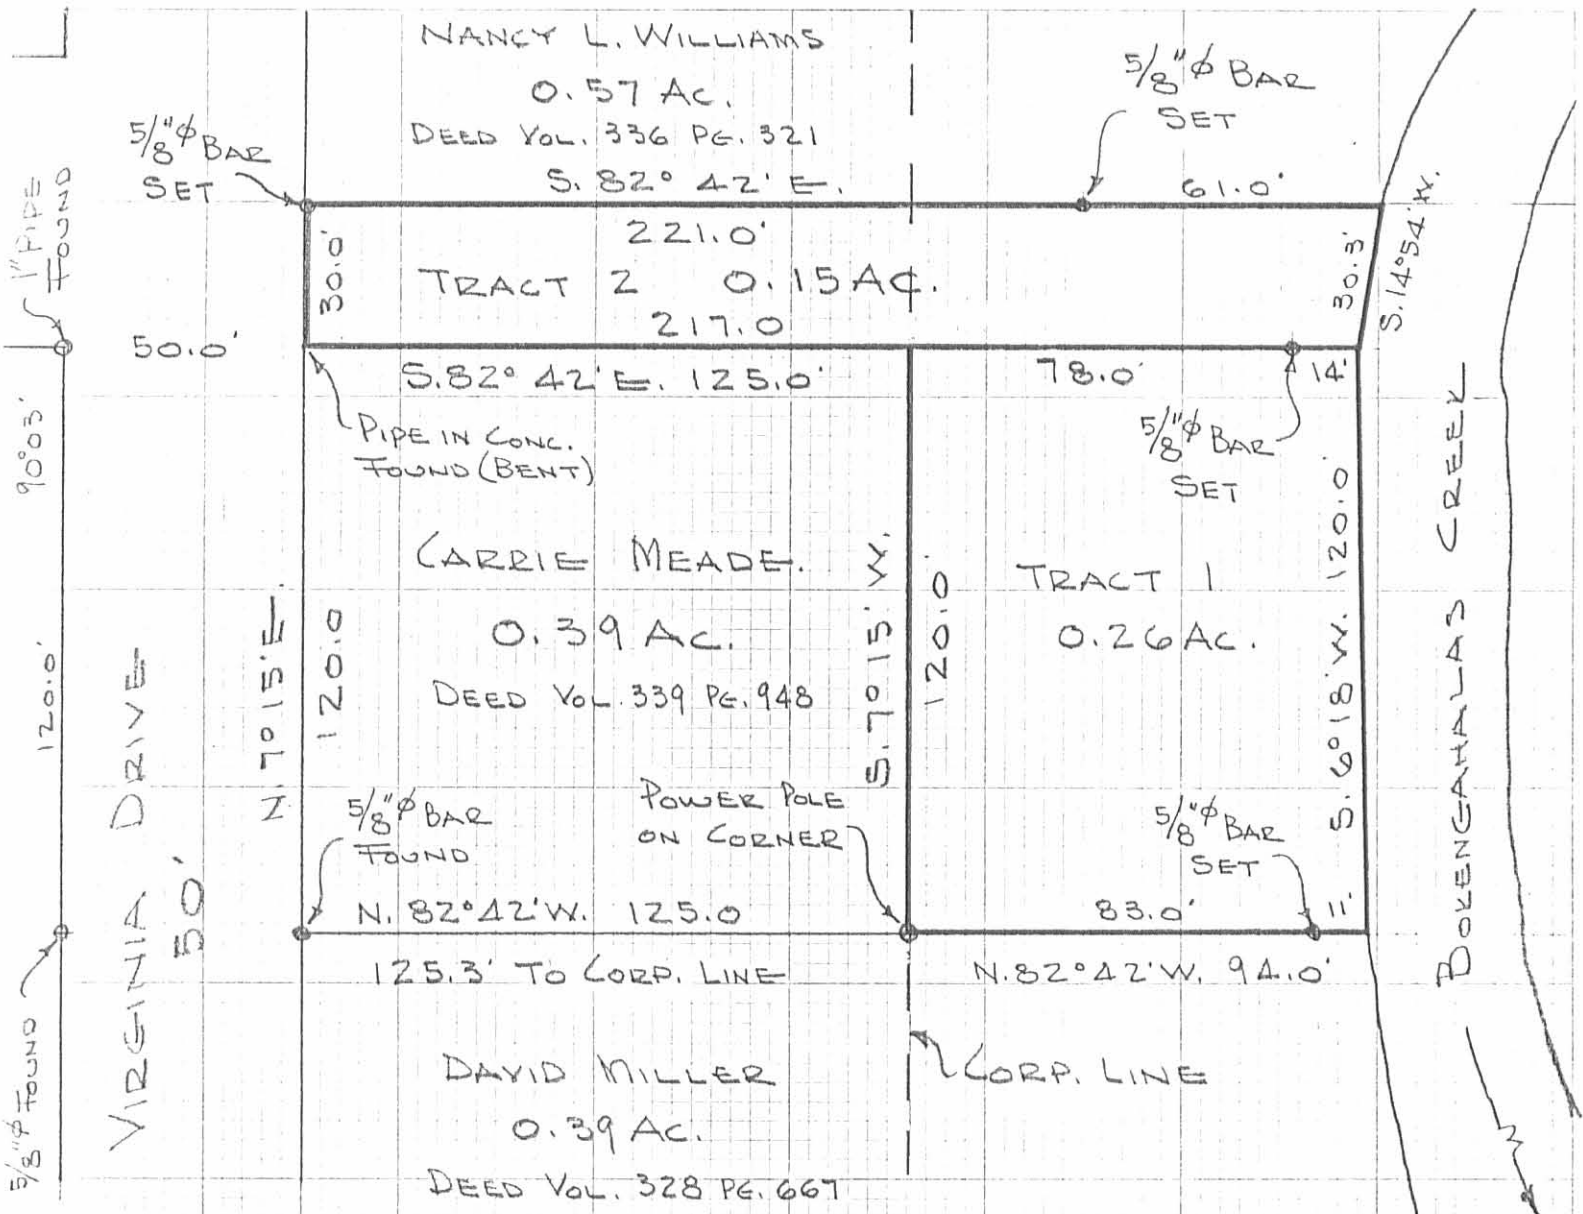 NANCY L. WILLIAMS
0.57 AC.
DEED VOL. 336 PG. 321
S. 82° 42' E.
5/8"φ BAR
SET
61.0'
5/8"φ BAR
SET
1" PIPE
FOUND
221.0'
TRACT 2 0.15 AC.
217.0
30.0'
30.3'
S. 14° 54' W.
50.0'
S. 82° 42' E. 125.0'
78.0'
14'
PIPE IN CONC.
FOUND (BENT)
5/8"φ BAR
SET
90° 03'
120.0'
VIRGINIA DRIVE
50'
N. 7° 15' E.
120.0
CARRIE MEADE.
0.39 AC.
DEED VOL. 339 PG. 948
S. 7° 15' W.
120.0'
TRACT 1
0.26 AC.
S. 6° 18' W. 120.0'
BOKENGAHALAS CREEK
5/8"φ BAR
FOUND
POWER POLE
ON CORNER
5/8"φ BAR
SET
N. 82° 42' W. 125.0
83.0'
11'
125.3' TO CORP. LINE
N. 82° 42' W. 94.0'
5/8"φ FOUND
DAVID MILLER
0.39 AC.
DEED VOL. 328 PG. 667
CORP. LINE